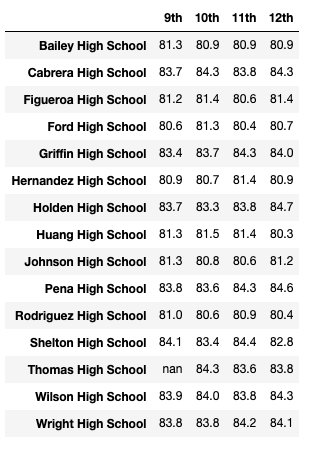 9th 10th 11th 12th
Bailey High School 81.3 80.9 80.9 80.9
Cabrera High School 83.7 84.3 83.8 84.3
Figueroa High School 81.2 81.4 80.6 81.4
Ford High School 80.6 81.3 80.4 80.7
Griffin High School 83.4 83.7 84.3 84.0
Hernandez High School 80.9 80.7 81.4 80.9
Holden High School 83.7 83.3 83.8 84.7
Huang High School 81.3 81.5 81.4 80.3
Johnson High School 81.3 80.8 80.6 81.2
Pena High School 83.8 83.6 84.3 84.6
Rodriguez High School 81.0 80.6 80.9 80.4
Shelton High School 84.1 83.4 84.4 82.8
Thomas High School nan 84.3 83.6 83.8
Wilson High School 83.9 84.0 83.8 84.3
Wright High School 83.8 83.8 84.2 84.1